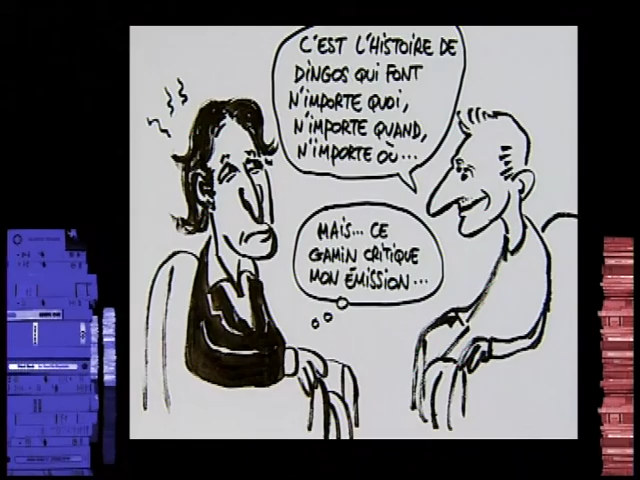 C'EST L'HISTOIRE DE
DINGOS QUI FONT
N'IMPORTE QUOI,
N'IMPORTE QUAND,
N'IMPORTE OÙ...
MAIS... CE
GAMIN CRITIQUE
MON ÉMISSION...